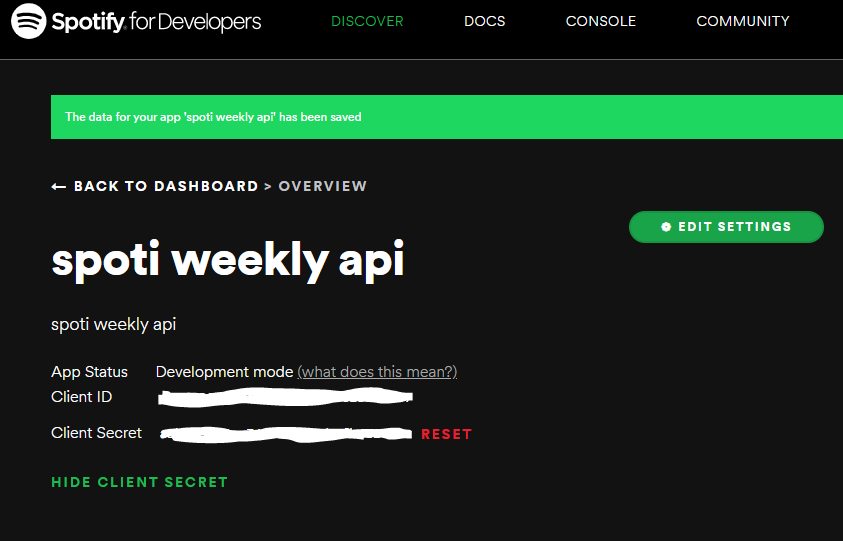 Spotify for Developers DISCOVER DOCS CONSOLE COMMUNITY
The data for your app 'spoti weekly api' has been saved
← BACK TO DASHBOARD > OVERVIEW
EDIT SETTINGS
spoti weekly api
spoti weekly api
App Status Development mode (what does this mean?)
Client ID
Client Secret RESET
HIDE CLIENT SECRET